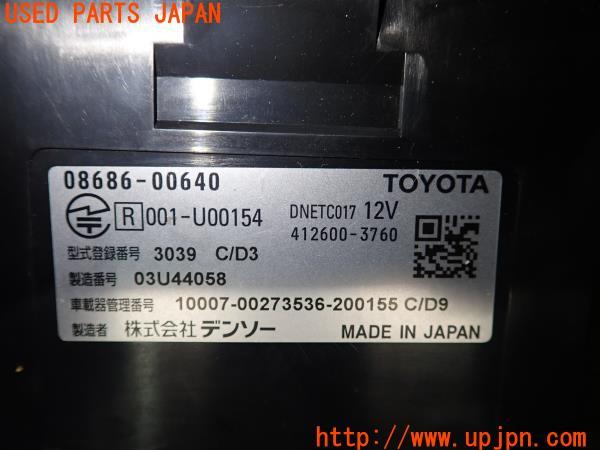 USED PARTS JAPAN
08686-00640 TOYOTA
R 001-U00154 DNETC017 12V
412600-3760
型式登録番号 3039 C/D3
製造番号 03U44058
車載器管理番号 10007-00273536-200155 C/D9
製造者 株式会社 デンソー MADE IN JAPAN
http://www.upjpn.com